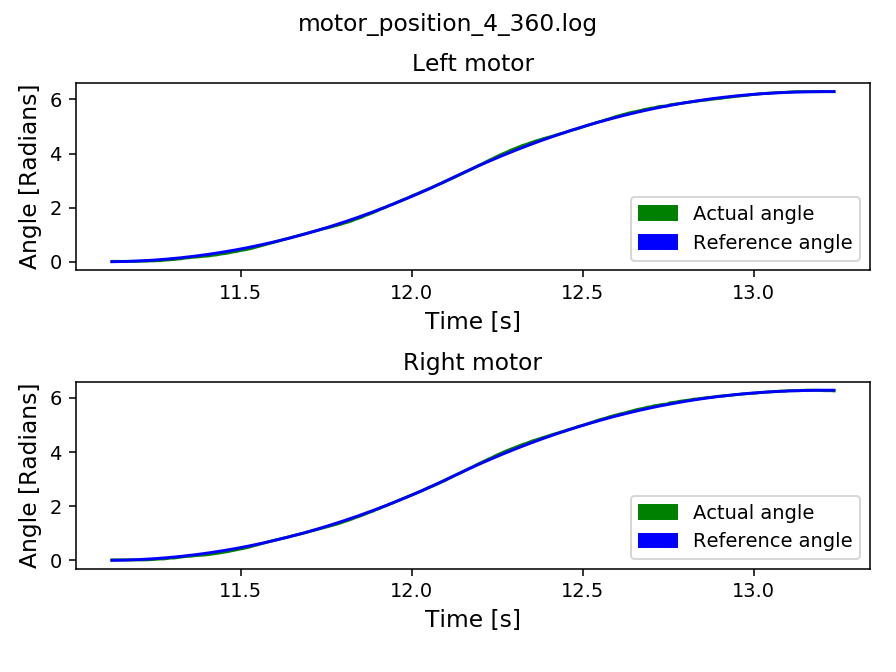 motor_position_4_360.log
Left motor
Angle [Radians]
6
4
2
0
Actual angle
Reference angle
11.5 12.0 12.5 13.0
Time [s]
Right motor
Angle [Radians]
6
4
2
0
Actual angle
Reference angle
11.5 12.0 12.5 13.0
Time [s]